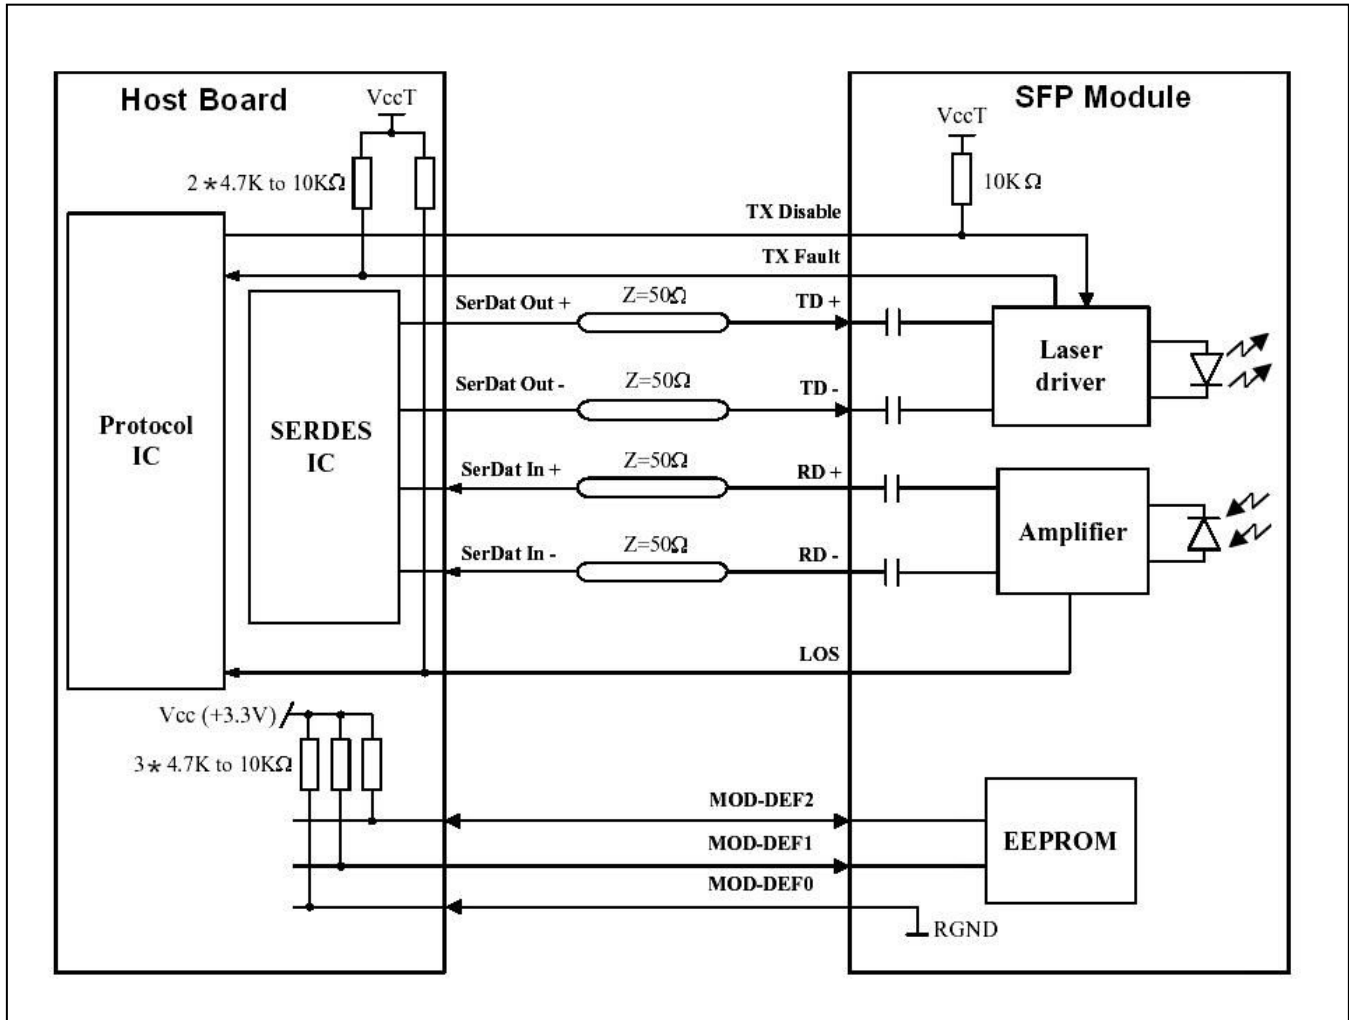 Host Board
SFP Module
VccT
VccT
2*4.7K to 10KΩ
10KΩ
TX Disable
TX Fault
SerDat Out +
Z=50Ω
TD +
SerDat Out -
Z=50Ω
TD -
Laser
driver
Protocol
IC
SERDES
IC
SerDat In +
Z=50Ω
RD +
SerDat In -
Z=50Ω
RD -
Amplifier
LOS
Vcc (+3.3V)
3*4.7K to 10KΩ
MOD-DEF2
MOD-DEF1
MOD-DEF0
EEPROM
RGND